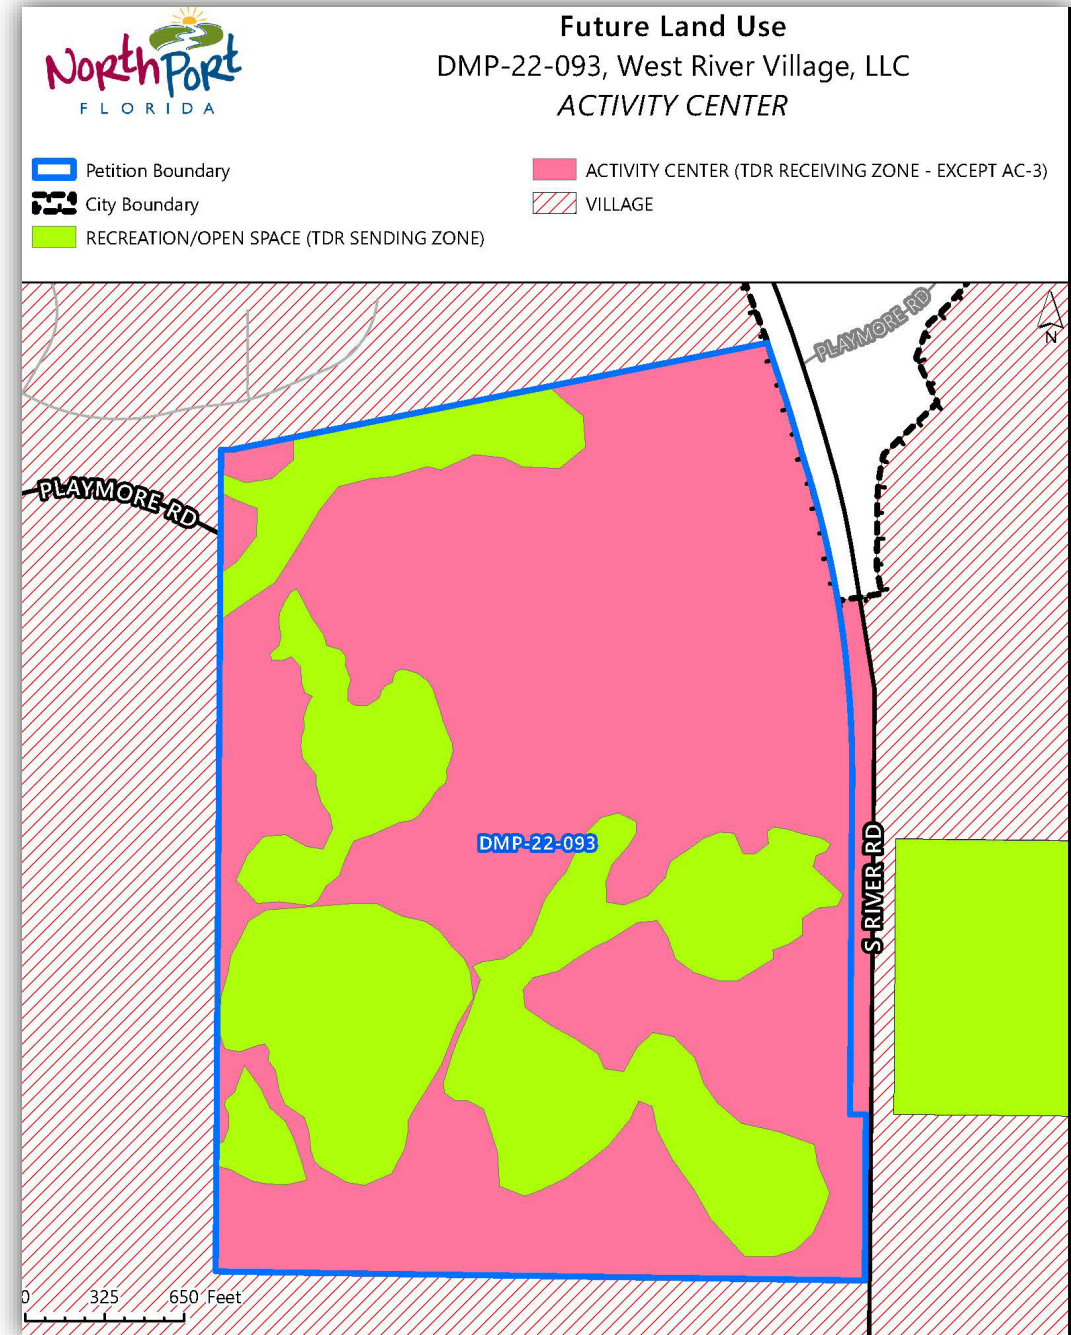 NorthPort
FLORIDA
Future Land Use
DMP-22-093, West River Village, LLC
ACTIVITY CENTER
Petition Boundary
City Boundary
RECREATION/OPEN SPACE (TDR SENDING ZONE)
ACTIVITY CENTER (TDR RECEIVING ZONE - EXCEPT AC-3)
VILLAGE
PLAYMORE RD
N
PLAYMORE RD
DMP-22-093
S RIVER RD
0 325 650 Feet